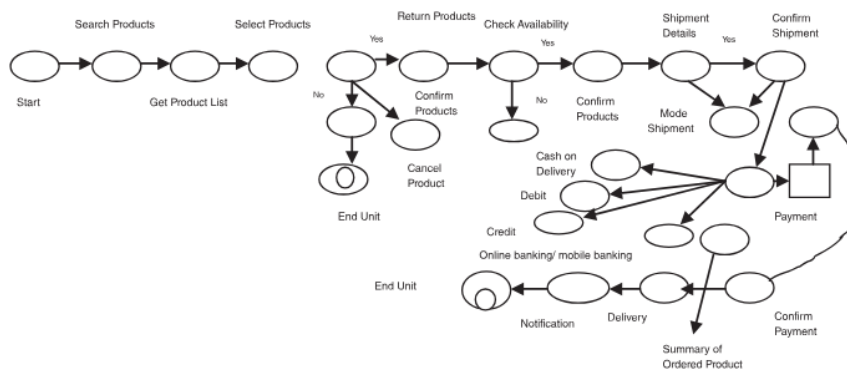 Search Products
Select Products
Return Products
Check Availability
Shipment
Details
Confirm
Shipment
Yes
Yes
Yes
Start
Get Product List
No
Confirm
Products
No
Confirm
Products
Mode
Shipment
Cancel
Product
End Unit
Cash on
Delivery
Debit
Credit
Payment
Online banking/ mobile banking
End Unit
Notification
Delivery
Confirm
Payment
Summary of
Ordered Product